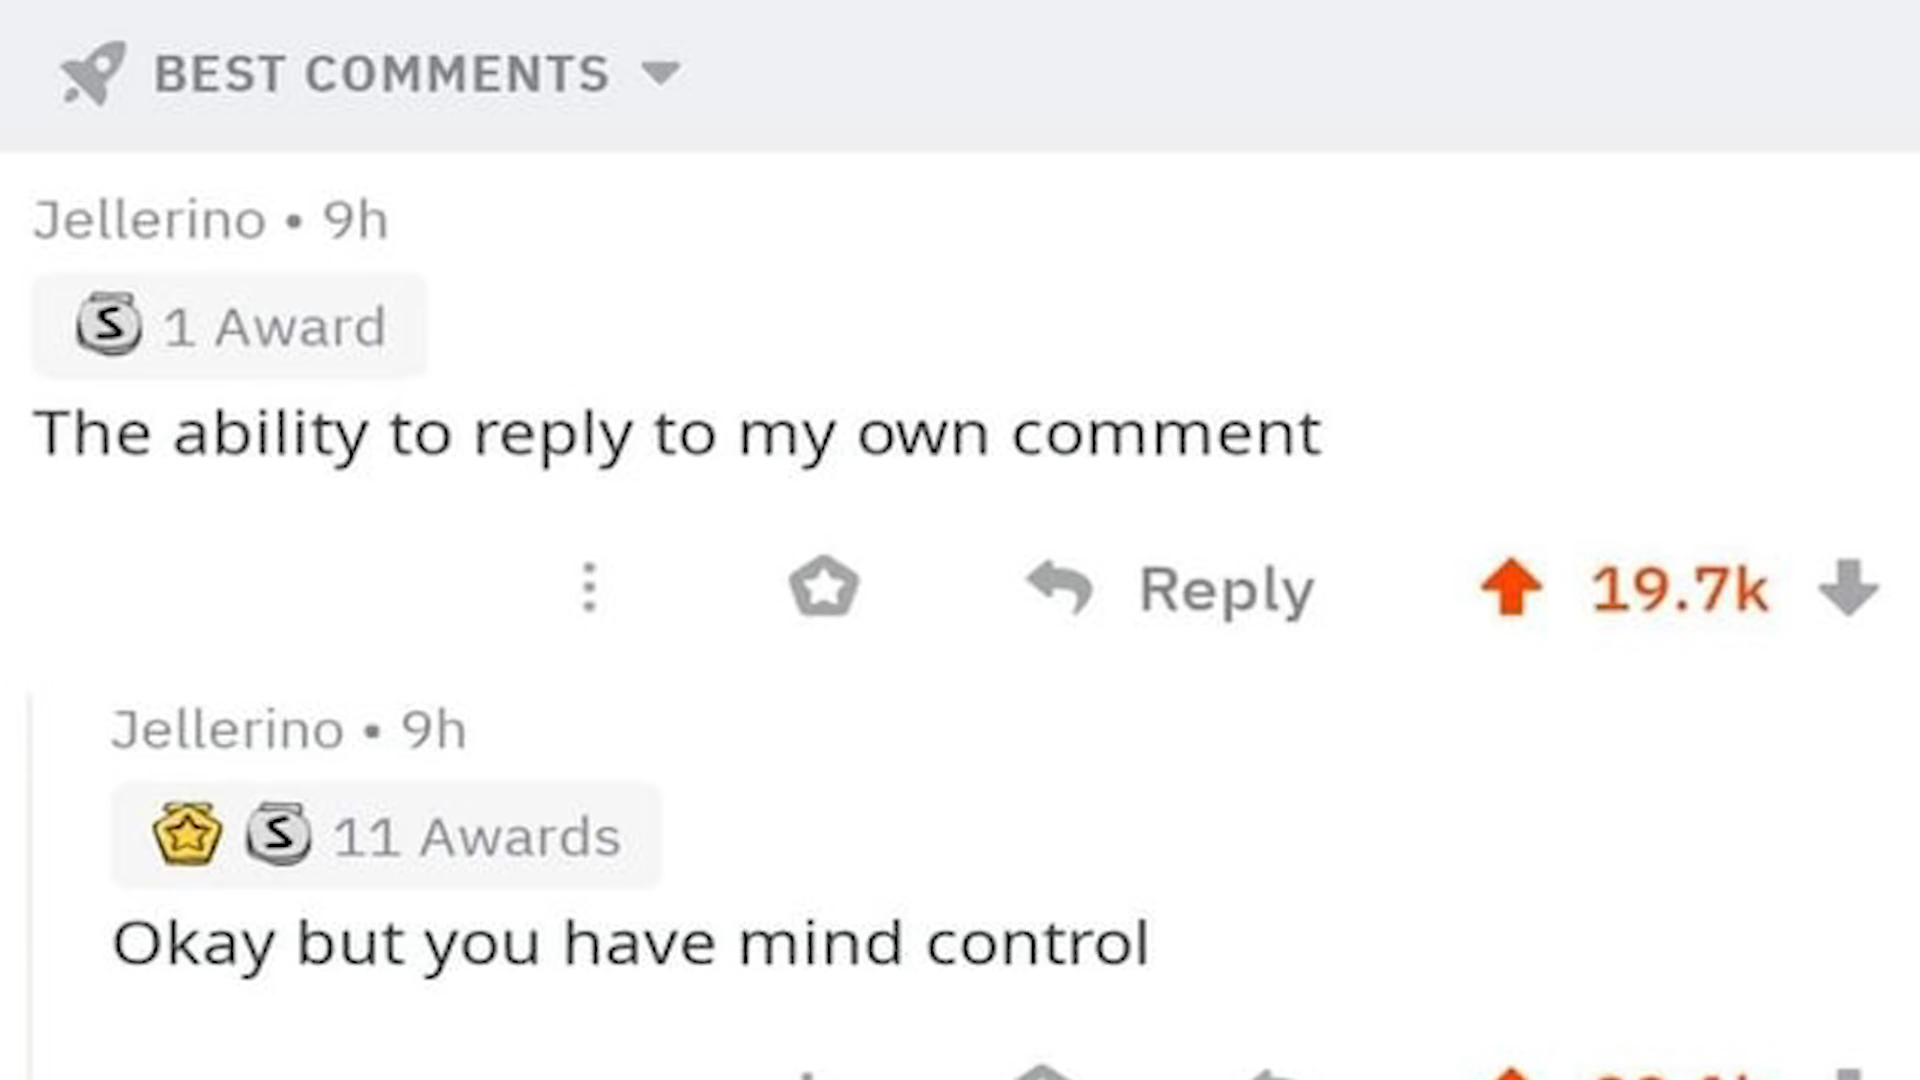 BEST COMMENTS
Jellerino • 9h
S 1 Award
The ability to reply to my own comment
Reply 19.7k
Jellerino • 9h
S 11 Awards
Okay but you have mind control